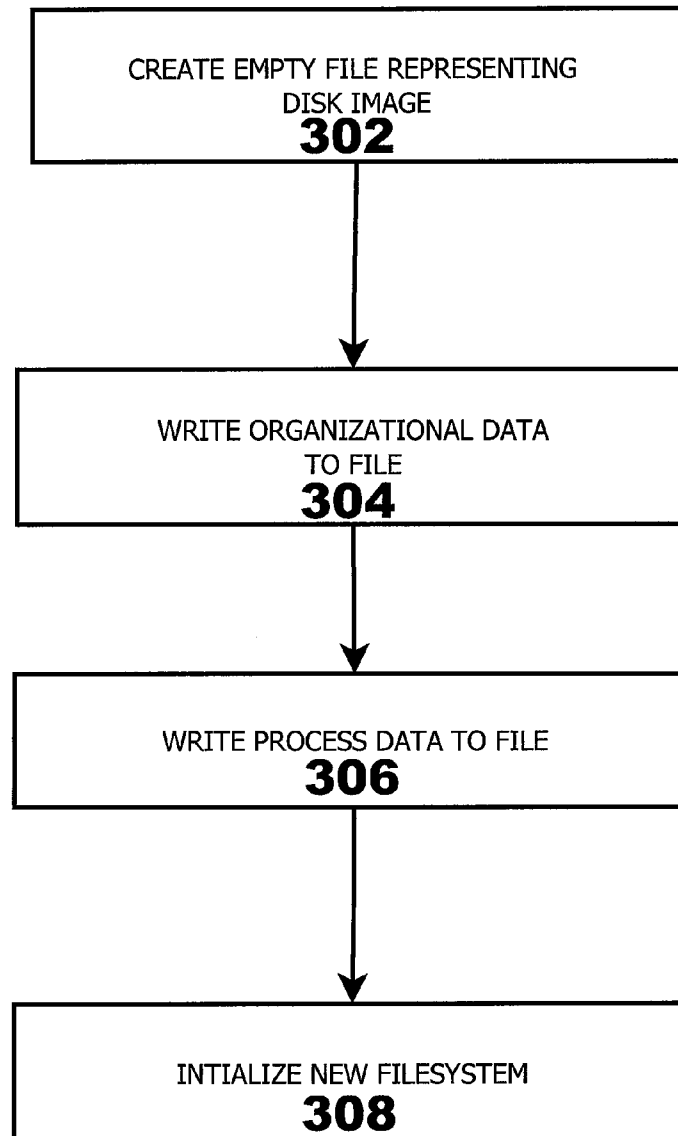 CREATE EMPTY FILE REPRESENTING
DISK IMAGE
302
WRITE ORGANIZATIONAL DATA
TO FILE
304
WRITE PROCESS DATA TO FILE
306
INTIALIZE NEW FILESYSTEM
308